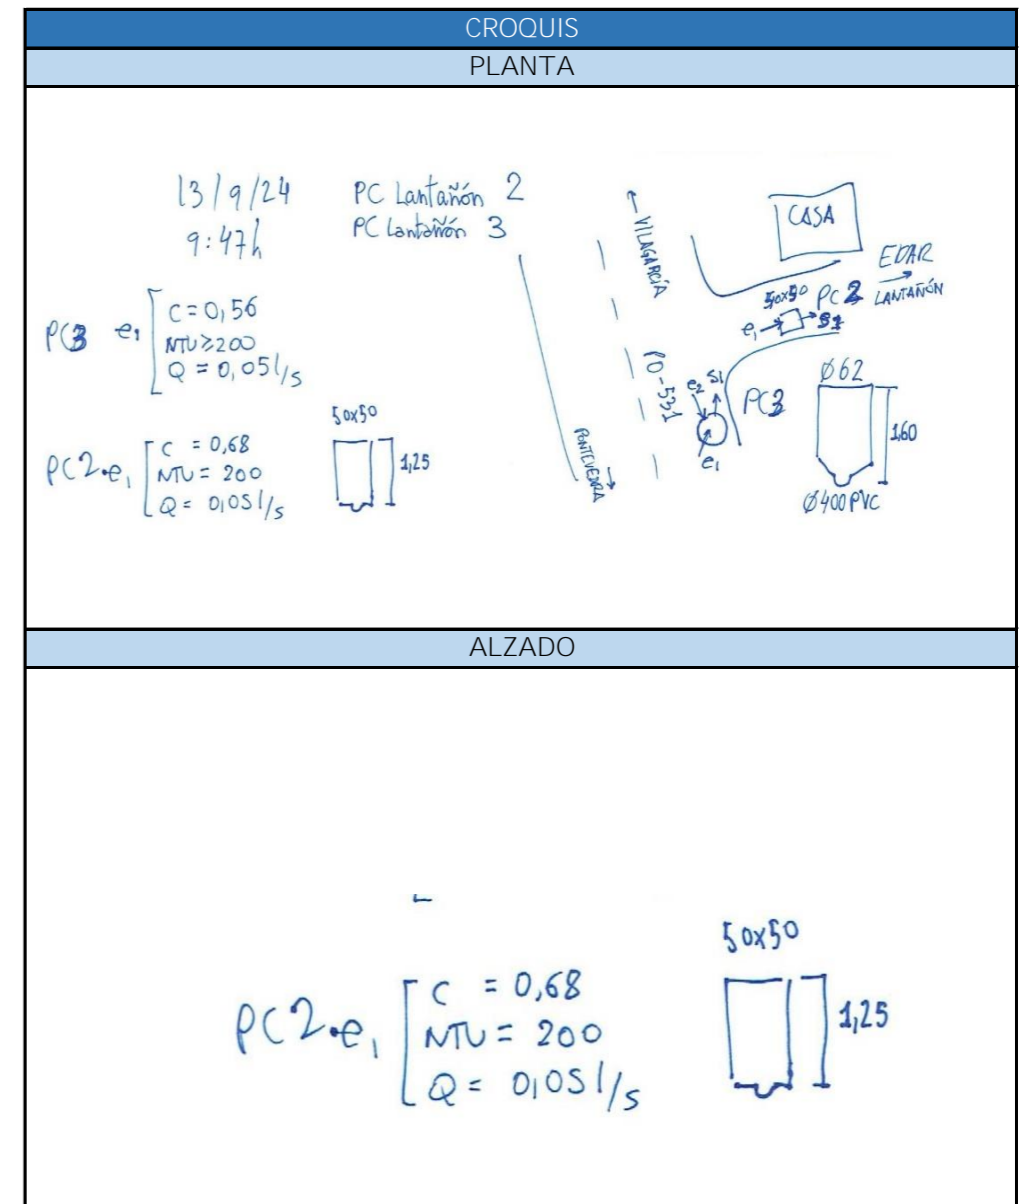 CROQUIS
PLANTA
13/9/24
9:47h
PC Lantañón 2
PC Lantañón 3
PC3 e1
C=0,56
NTU≥200
Q = 0,05 l/s
PC2.e1
C = 0,68
NTU = 200
Q = 0,05 l/s
50x50
1,25
← VILAGARCÍA
PO-531
PONTEVEDRA →
CASA
EDAR
→
LANTAÑÓN
50x50 PC2
e1 → S1
e2 S1
PC3
e1
Ø62
1,60
Ø400 PVC
ALZADO
PC2.e1
C = 0,68
NTU = 200
Q = 0,05 l/s
50x50
1,25